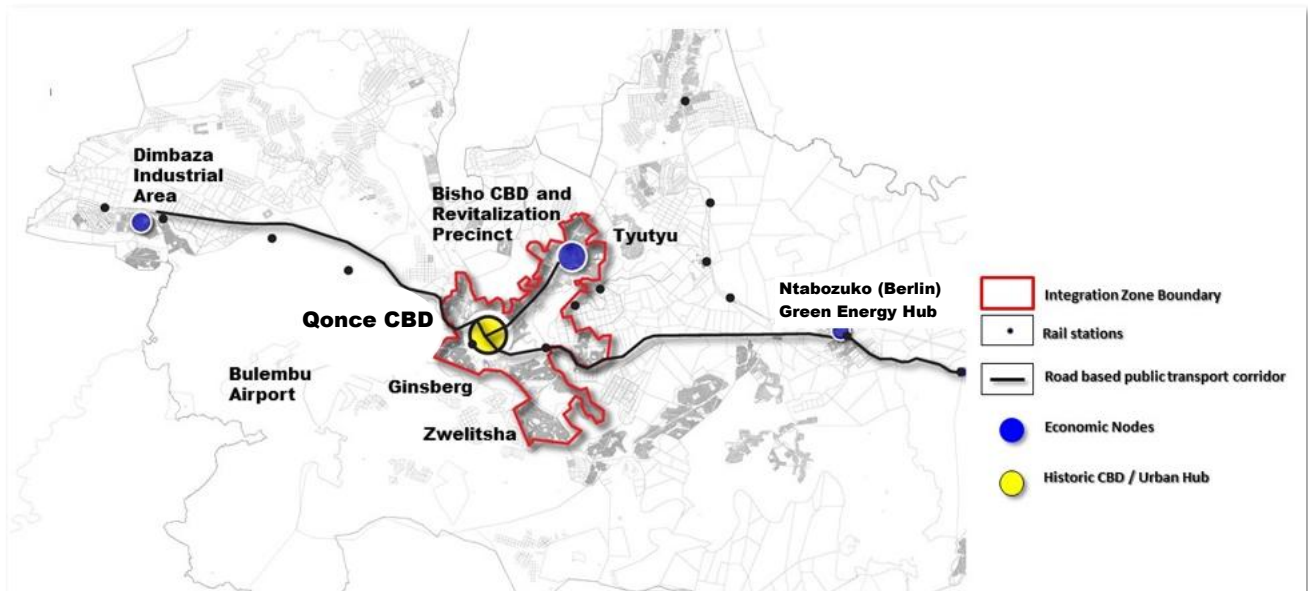 Dimbaza
Industrial
Area
Bisho CBD and
Revitalization
Precinct
Tyutyu
Ntabozuko (Berlin)
Green Energy Hub
Qonce CBD
Bulembu
Airport
Ginsberg
Zwelitsha
Integration Zone Boundary
Rail stations
Road based public transport corridor
Economic Nodes
Historic CBD / Urban Hub